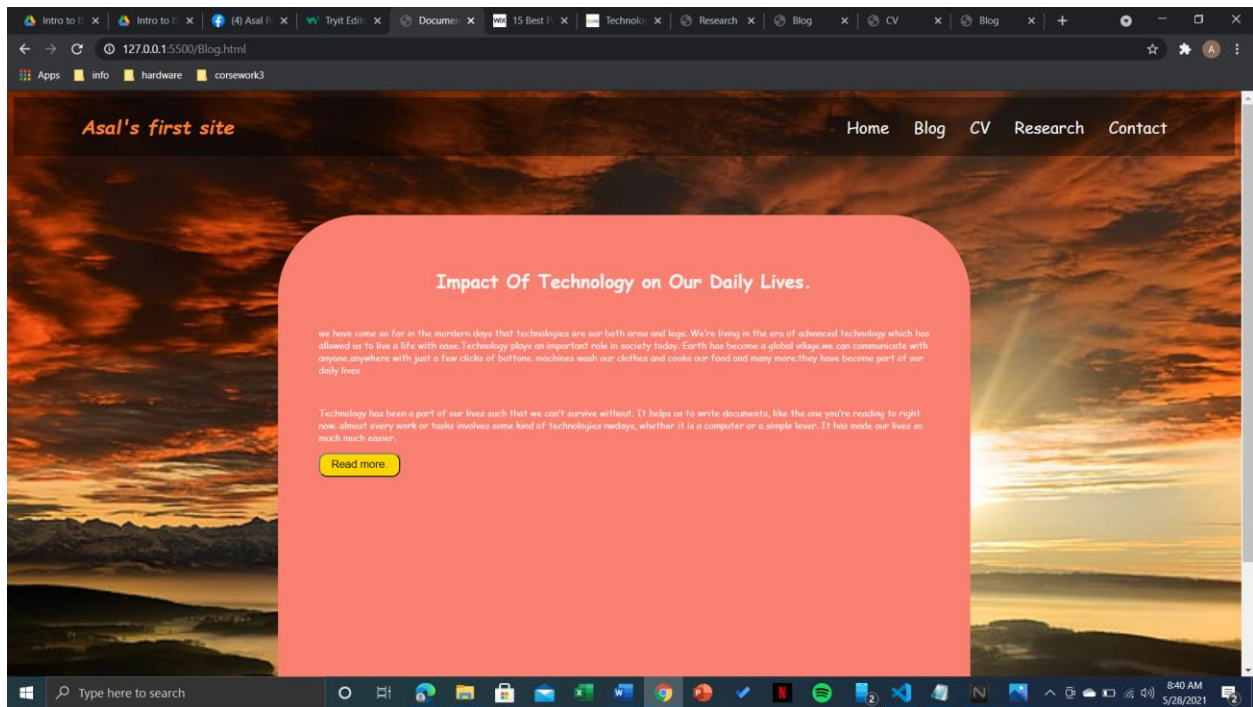 Intro to I
Intro to I
(4) Asal P
Tryit Edito
Documen
WIX
15 Best P
Technolo
Research
Blog
CV
Blog
127.0.0.1:5500/Blog.html
A
Apps
info
hardware
corsework3
Asal's first site
Home Blog CV Research Contact
Impact Of Technology on Our Daily Lives.
we have come so far in the mordern days that technologies are our both arms and legs. We're living in the era of advanced technology which has
allowed us to live a life with ease.Technology plays an important role in society today. Earth has become a global vilage.we can communicate with
anyone,anywhere with just a few clicks of buttons. machines wash our clothes and cooks our food and many more.they have become part of our
daily lives
Technology has been a part of our lives such that we can't survive without. It helps us to write documents, like the one you're reading to right
now. almost every work or tasks involves some kind of technologies nwdays, whether it is a computer or a simple lever. It has made our lives so
much much easier.
Read more.
Type here to search
8:40 AM
5/28/2021
2